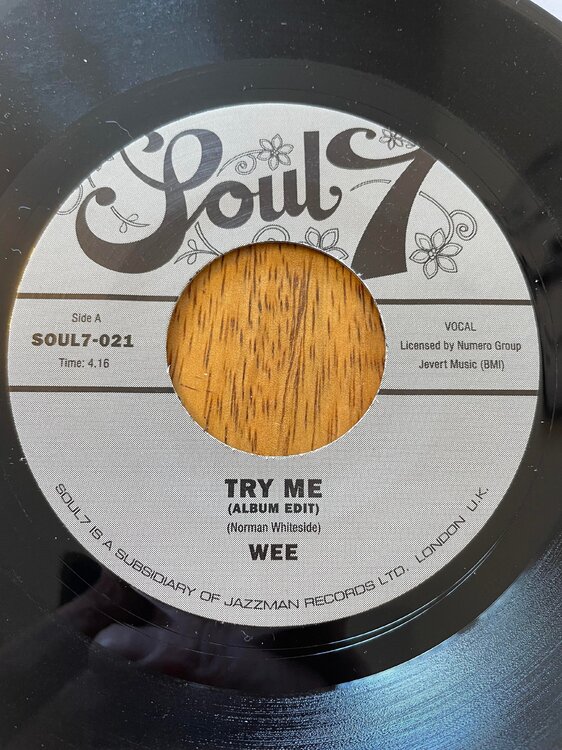 Soul 7
Side A
SOUL7-021
Time: 4.16
VOCAL
Licensed by Numero Group
Jevert Music (BMI)
TRY ME
(ALBUM EDIT)
(Norman Whiteside)
WEE
SOUL7 IS A SUBSIDIARY OF JAZZMAN RECORDS LTD, LONDON U.K.